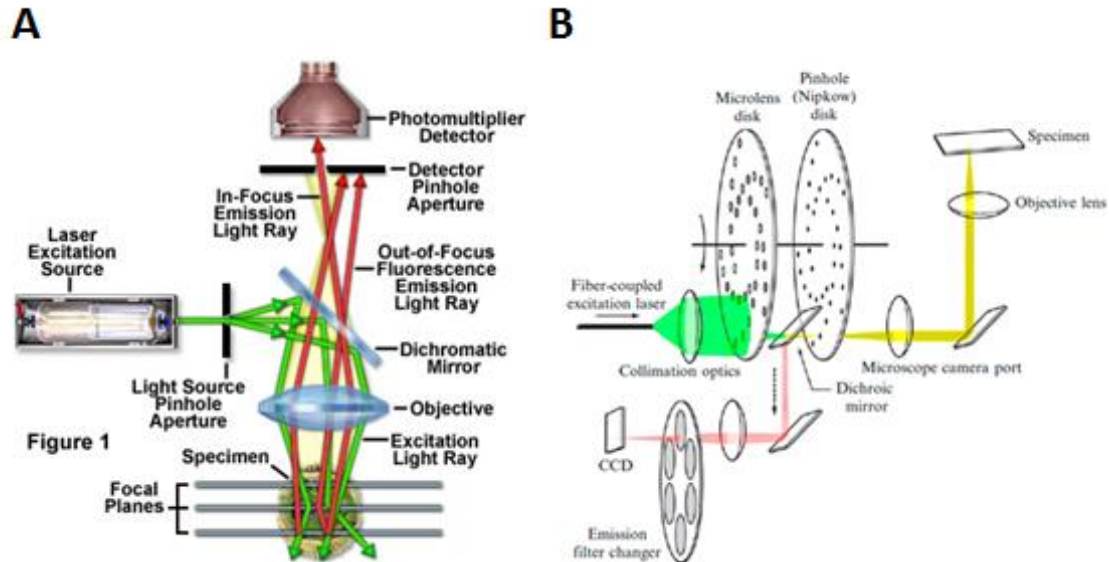 A
Photomultiplier
Detector
Detector
Pinhole
Aperture
In-Focus
Emission
Light Ray
Laser
Excitation
Source
Out-of-Focus
Fluorescence
Emission
Light Ray
Dichromatic
Mirror
Light Source
Pinhole
Aperture
Objective
Figure 1
Excitation
Light Ray
Specimen
Focal
Planes
B
Pinhole
(Nipkow)
disk
Microlens
disk
Specimen
Objective lens
Fiber-coupled
excitation laser
Collimation optics
Microscope camera port
Dichroic
mirror
CCD
Emission
filter changer